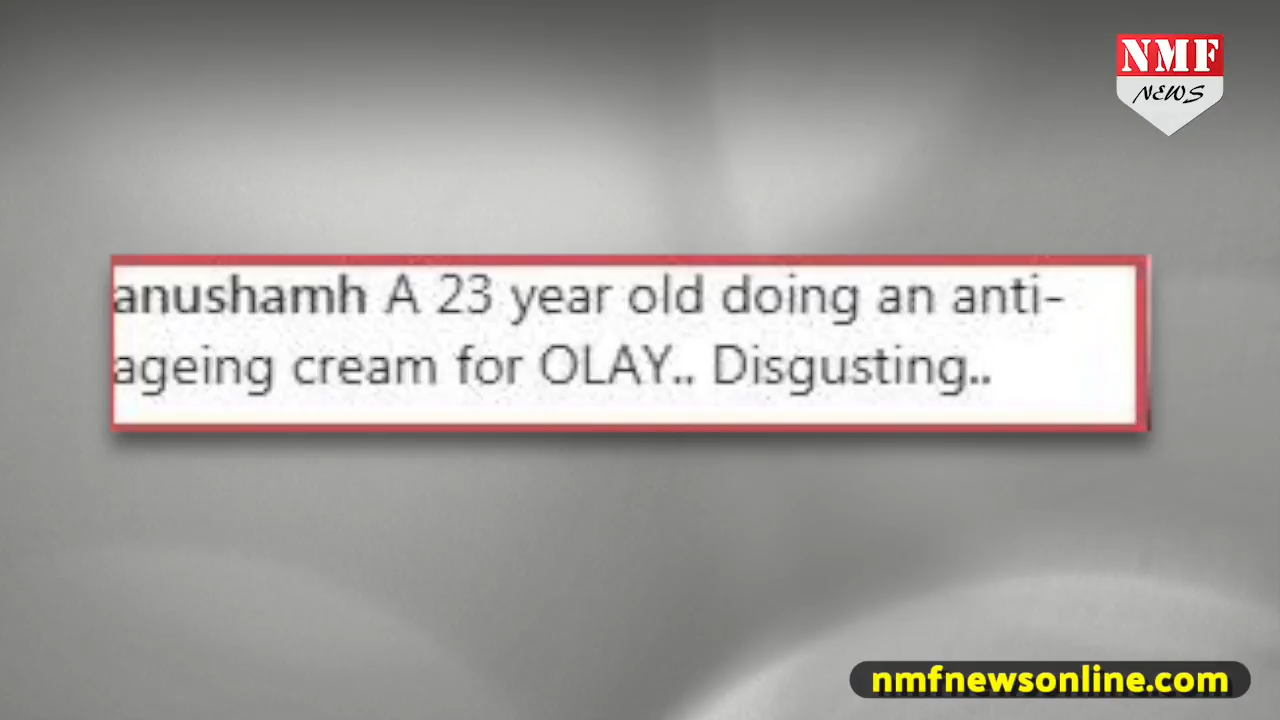 NMF
NEWS
anushamh A 23 year old doing an anti-
ageing cream for OLAY.. Disgusting..
nmfnewsonline.com